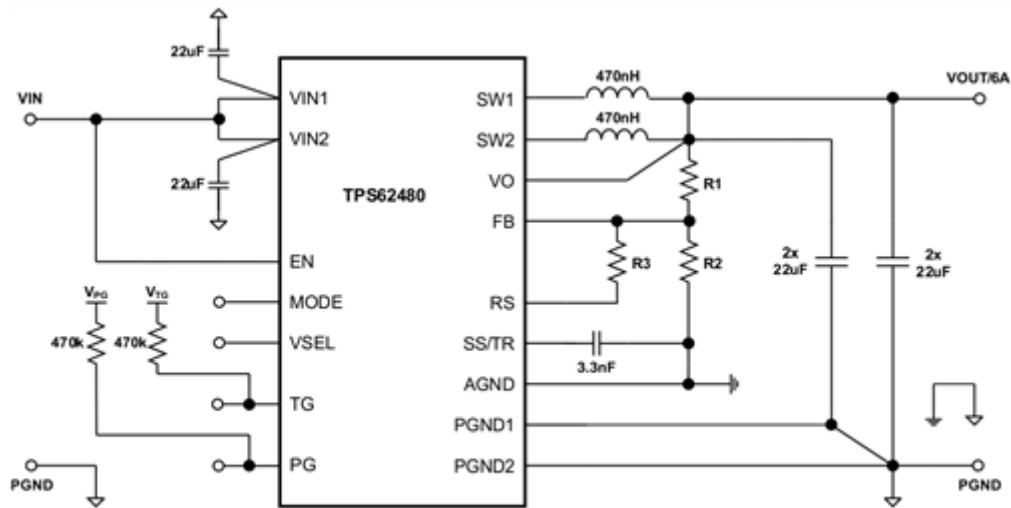 22uF
VIN
VIN1
VIN2
22uF
TPS62480
EN
MODE
VSEL
TG
PG
VPG
VTG
470k
470k
PGND
SW1
SW2
VO
FB
RS
SS/TR
AGND
PGND1
PGND2
470nH
470nH
VOUT/6A
R1
R3
R2
2x
22uF
2x
22uF
3.3nF
PGND